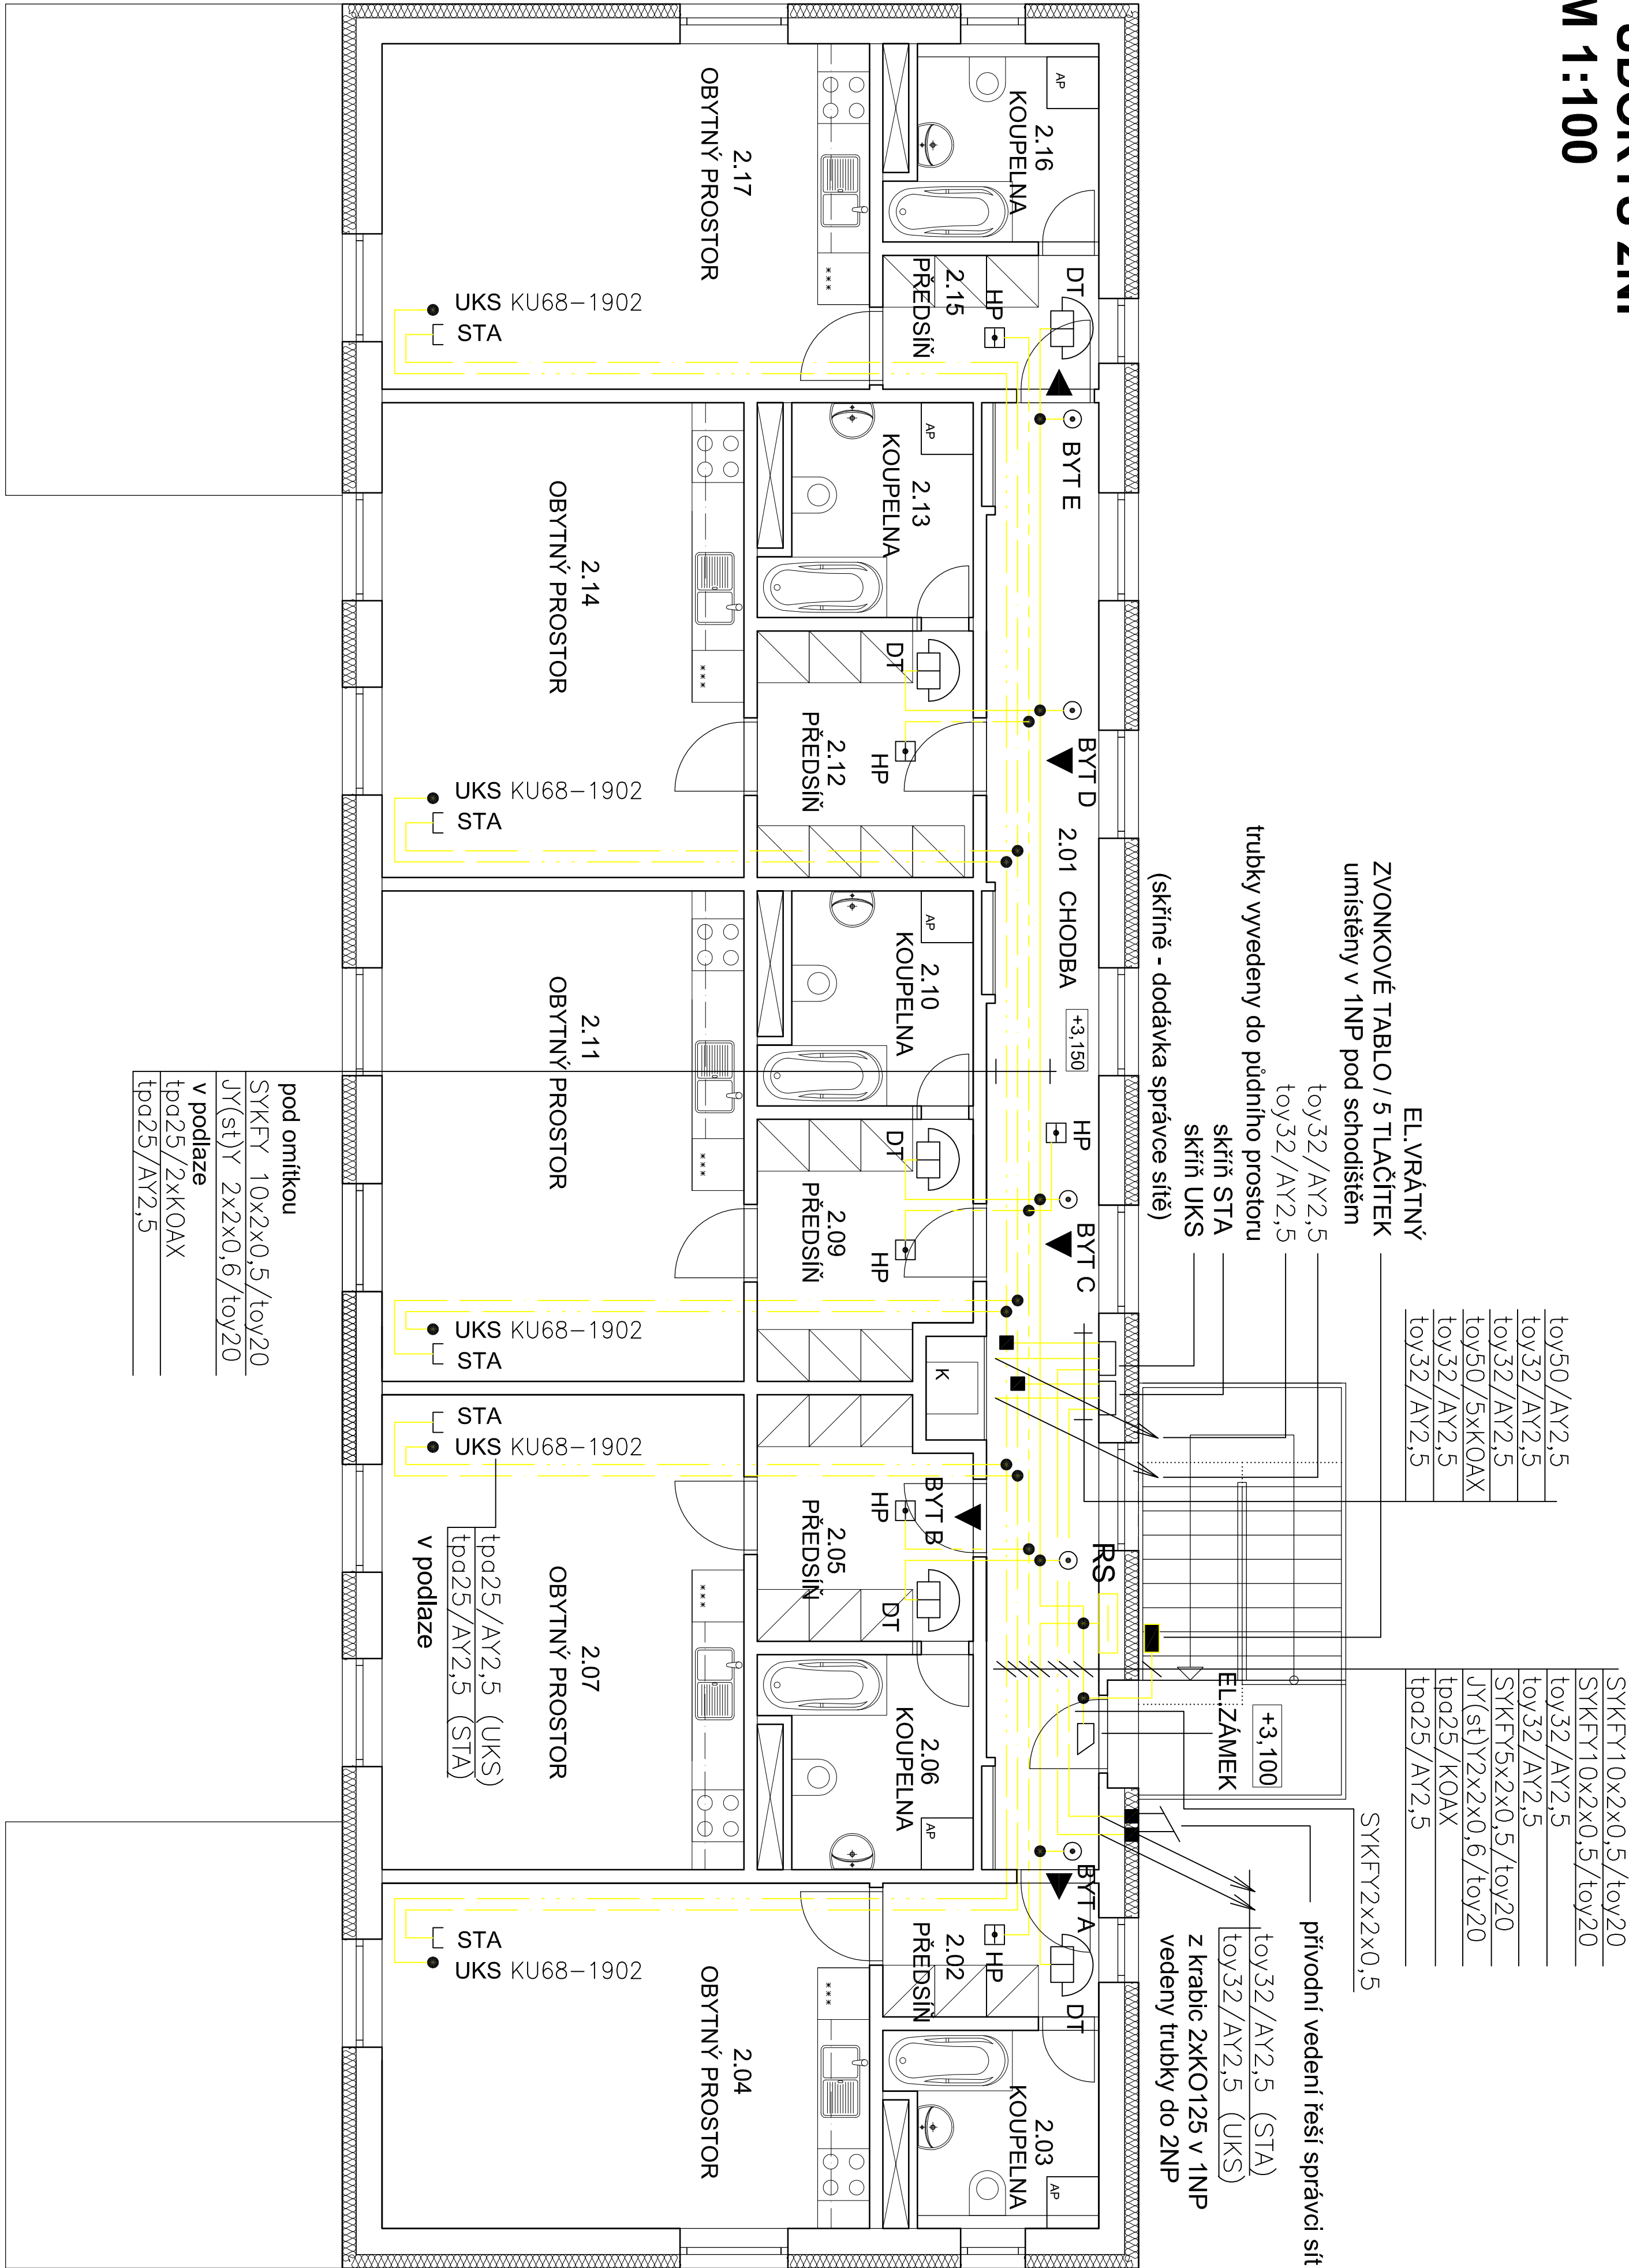 M 1:100
2NP
SYKFY10x2x0,5/toy20
SYKFY10x2x0,5/toy20
toy32/AY2,5
toy32/AY2,5
SYKFY5x2x0,5/toy20
JY(st)Y2x2x0,6/toy20
tpa25/KOAX
tpa25/AY2,5
SYKFY2x2x0,5
toy50/AY2,5
toy32/AY2,5
toy32/AY2,5
toy50/5xKOAX
toy32/AY2,5
toy32/AY2,5
EL.VRÁTNÝ
ZVONKOVÉ TABLO / 5 TLAČÍTEK
umístěny v 1NP pod schodištěm
toy32/AY2,5
toy32/AY2,5
trubky vyvedeny do půdního prostoru
skříň STA
skříň UKS
(skříně - dodávka správce sítě)
přívodní vedení řeší správci sít
toy32/AY2,5 (STA)
toy32/AY2,5 (UKS)
z krabic 2xKO125 v 1NP
vedeny trubky do 2NP
+3,100
EL.ZÁMEK
RS
2.16
KOUPELNA
AP
DT
HP
2.15
PŘEDSÍŇ
2.17
OBYTNÝ PROSTOR
UKS KU68-1902
STA
BYT E
2.13
KOUPELNA
AP
DT
HP
2.12
PŘEDSÍŇ
2.14
OBYTNÝ PROSTOR
UKS KU68-1902
STA
BYT D
2.01 CHODBA
+3,150
HP
2.10
KOUPELNA
AP
DT
HP
2.09
PŘEDSÍŇ
2.11
OBYTNÝ PROSTOR
UKS KU68-1902
STA
BYT C
K
STA
UKS KU68-1902
BYT B
HP
2.05
PŘEDSÍŇ
DT
2.07
OBYTNÝ PROSTOR
2.06
KOUPELNA
AP
tpa25/AY2,5 (UKS)
tpa25/AY2,5 (STA)
v podlaze
BYT A
DT
HP
2.02
PŘEDSÍŇ
2.03
KOUPELNA
AP
2.04
OBYTNÝ PROSTOR
STA
UKS KU68-1902
pod omítkou
SYKFY 10x2x0,5/toy20
JY(st)Y 2x2x0,6/toy20
v podlaze
tpa25/2xKOAX
tpa25/AY2,5